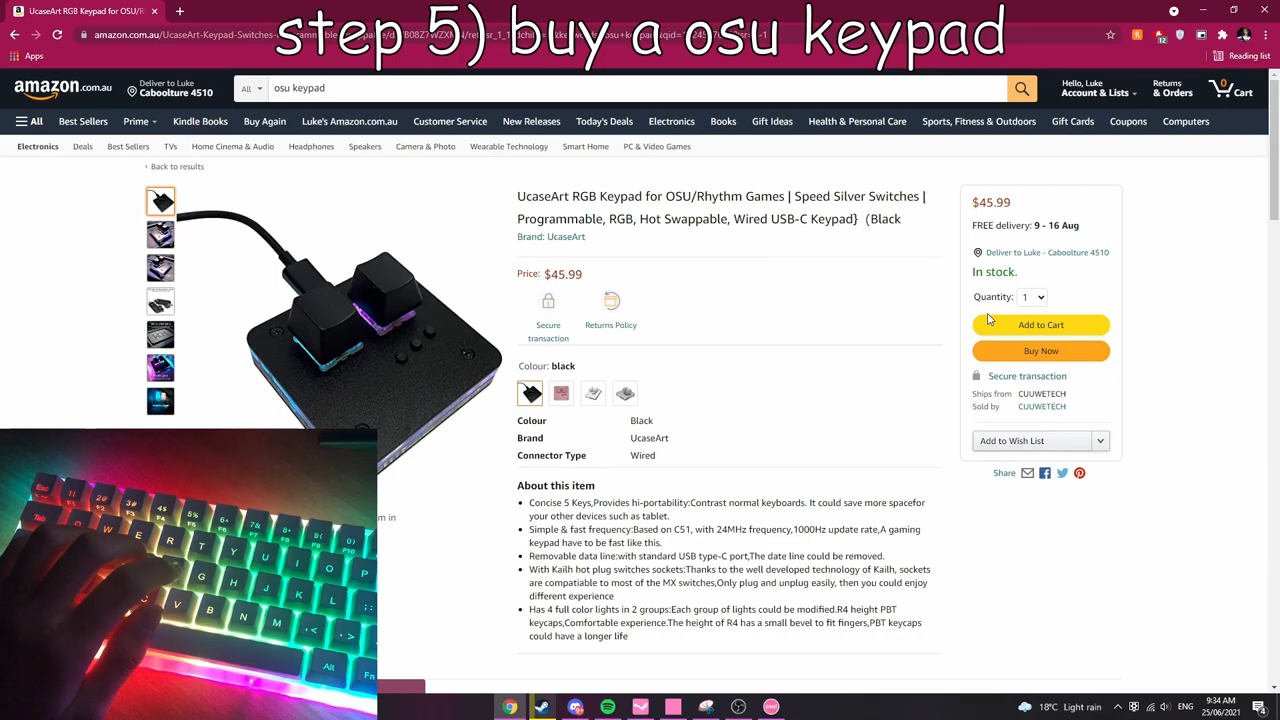 step 5) buy a osu keypad
Reading list
Apps
amazon.com.au
Deliver to Luke
Caboolture 4510
All
osu keypad
Hello, Luke
Account & Lists
Returns
& Orders
0
Cart
All Best Sellers Prime Kindle Books Buy Again Luke's Amazon.com.au Customer Service New Releases Today's Deals Electronics Books Gift Ideas Health & Personal Care Sports, Fitness & Outdoors Gift Cards Coupons Computers
Electronics Deals Best Sellers TVs Home Cinema & Audio Headphones Speakers Camera & Photo Wearable Technology Smart Home PC & Video Games
‹ Back to results
UcaseArt RGB Keypad for OSU/Rhythm Games | Speed Silver Switches |
Programmable, RGB, Hot Swappable, Wired USB-C Keypad} (Black
Brand: UcaseArt
Price: $45.99
Secure
transaction
Returns Policy
Colour: black
Colour Black
Brand UcaseArt
Connector Type Wired
About this item
• Concise 5 Keys,Provides hi-portability:Contrast normal keyboards. It could save more spacefor
your other devices such as tablet.
• Simple & fast frequency:Based on C51, with 24MHz frequency,1000Hz update rate,A gaming
keypad have to be fast like this.
• Removable data line:with standard USB type-C port,The date line could be removed.
• With Kailh hot plug switches sockets:Thanks to the well developed technology of Kailh, sockets
are compatiable to most of the MX switches,Only plug and unplug easily, then you could enjoy
different experience
• Has 4 full color lights in 2 groups:Each group of lights could be modified.R4 height PBT
keycaps,Comfortable experience.The height of R4 has a small bevel to fit fingers,PBT keycaps
could have a longer life
$45.99
FREE delivery: 9 - 16 Aug
Deliver to Luke - Caboolture 4510
In stock.
Quantity: 1
Add to Cart
Buy Now
Secure transaction
Ships from CUUWETECH
Sold by CUUWETECH
Add to Wish List
Share
m in
Esc
Tab
E R T Y U I O P
G H J K L
V B N M
Alt
Fn
18°C Light rain
9:34 AM
25/06/2021